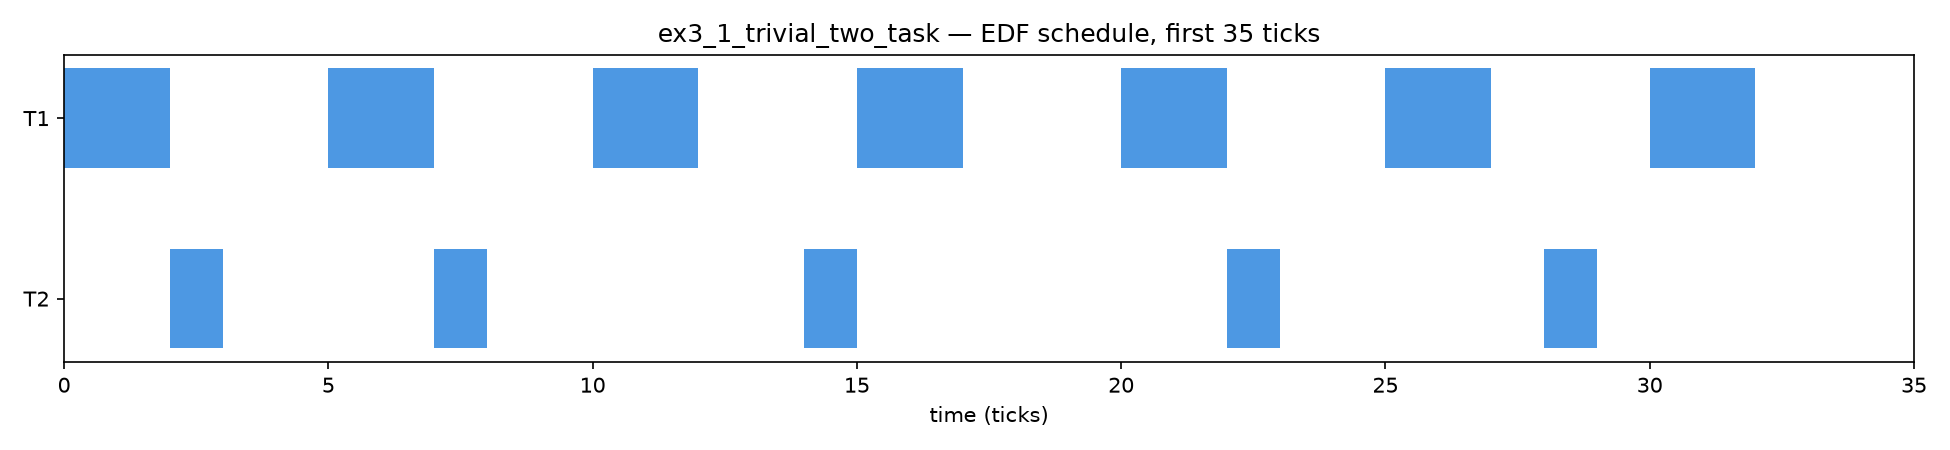 ex3_1_trivial_two_task — EDF schedule, first 35 ticks
T1
T2
0 5 10 15 20 25 30 35
time (ticks)